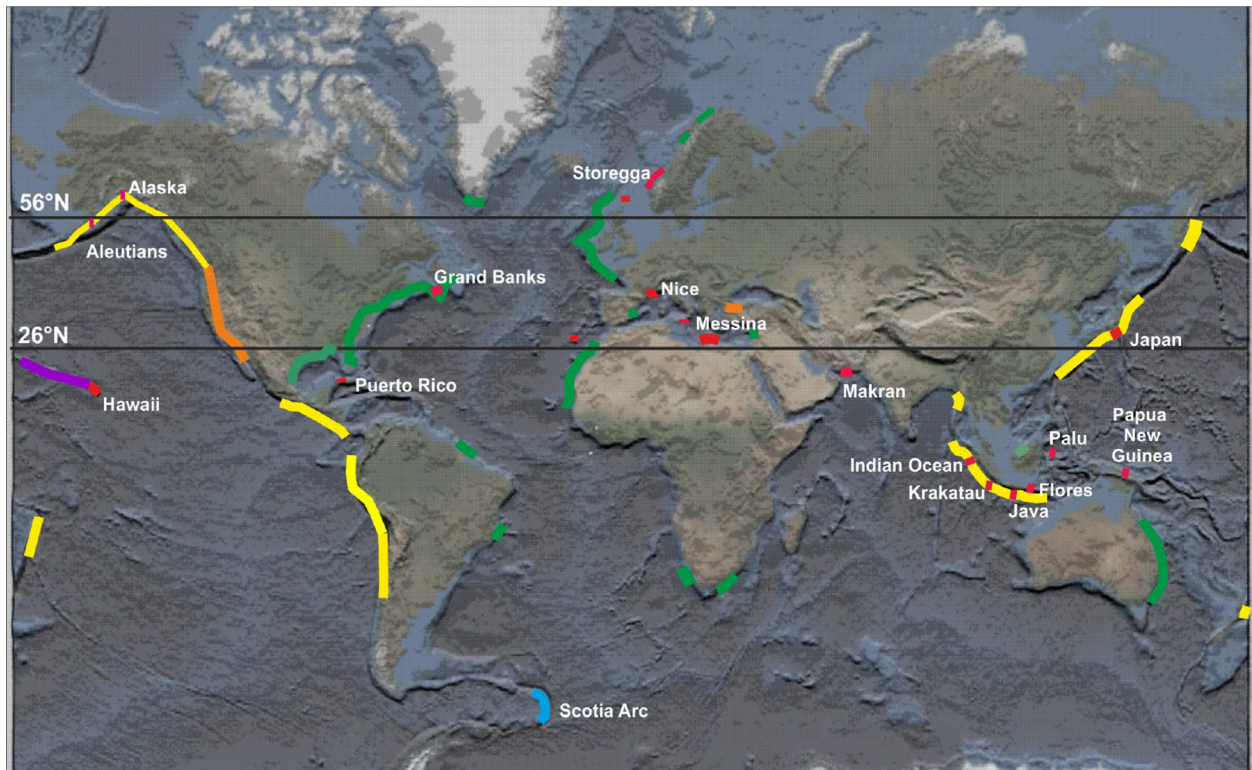 Alaska
Storegga
56°N
Aleutians
Grand Banks
Nice
Messina
26°N
Japan
Puerto Rico
Makran
Hawaii
Papua
New
Guinea
Palu
Indian Ocean
Krakatau
Flores
Java
Scotia Arc